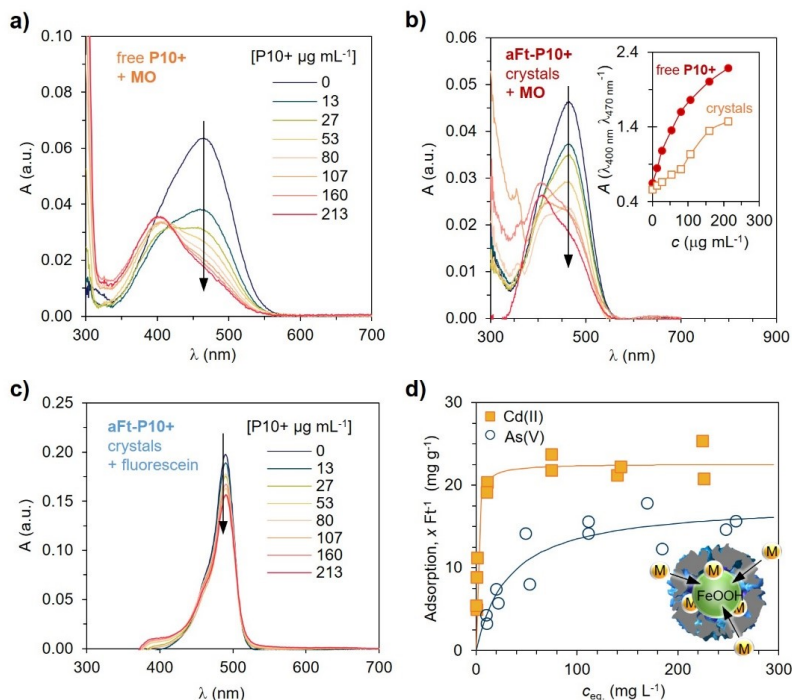 a)
0.10
0.08
0.06
0.04
0.02
0.00
A (a.u.)
free P10+
+ MO
[P10+ µg mL-1]
0
13
27
53
80
107
160
213
300 400 500 600 700
λ (nm)
b)
0.06
0.05
0.04
0.03
0.02
0.01
0.00
A (a.u.)
aFt-P10+
crystals
+ MO
2.4
1.4
0.4
A (λ400 nm λ470 nm-1)
free P10+
crystals
0 100 200 300
c (µg mL-1)
300 500 700 900
λ (nm)
c)
0.25
0.20
0.15
0.10
0.05
0.00
A (a.u.)
aFt-P10+
crystals
+ fluorescein
[P10+ µg mL-1]
0
13
27
53
80
107
160
213
300 400 500 600 700
λ (nm)
d)
30
20
10
0
Adsorption, x Ft-1 (mg g-1)
Cd(II)
As(V)
M
M
M
FeOOH
M
M
M
0 100 200 300
ceq. (mg L-1)